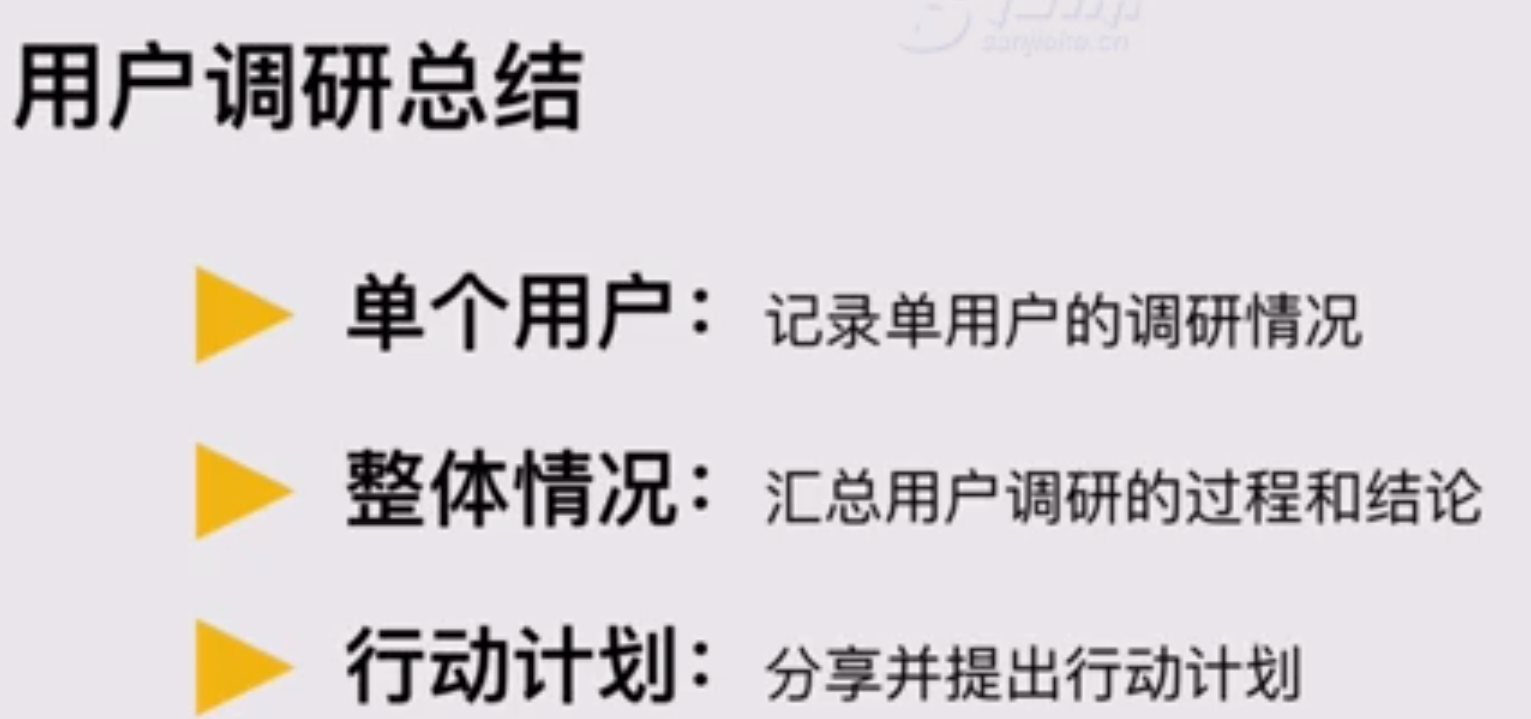 用户调研总结
单个用户：记录单用户的调研情况
整体情况：汇总用户调研的过程和结论
行动计划：分享并提出行动计划